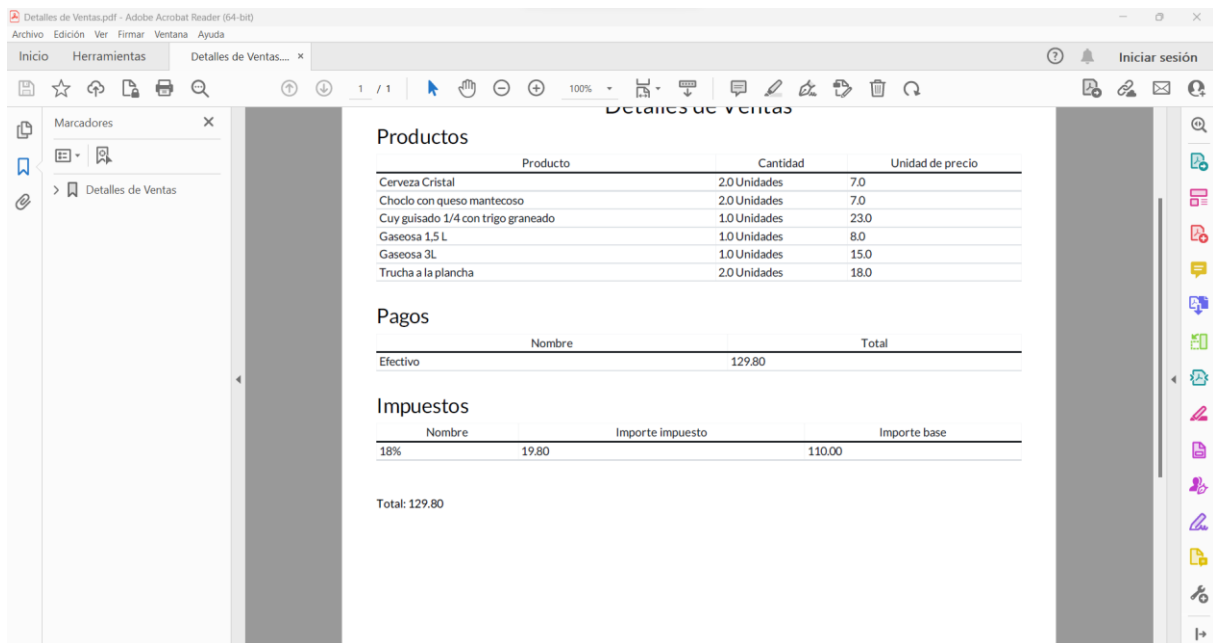 Detalles de Ventas.pdf - Adobe Acrobat Reader (64-bit)
Archivo Edición Ver Firmar Ventana Ayuda
Inicio Herramientas Detalles de Ventas.... × Iniciar sesión
1 / 1 100%
Marcadores ×
Detalles de Ventas
Detalles de Ventas
Productos
Producto Cantidad Unidad de precio
Cerveza Cristal 2.0 Unidades 7.0
Choclo con queso mantecoso 2.0 Unidades 7.0
Cuy guisado 1/4 con trigo graneado 1.0 Unidades 23.0
Gaseosa 1,5 L 1.0 Unidades 8.0
Gaseosa 3L 1.0 Unidades 15.0
Trucha a la plancha 2.0 Unidades 18.0
Pagos
Nombre Total
Efectivo 129.80
Impuestos
Nombre Importe impuesto Importe base
18% 19.80 110.00
Total: 129.80